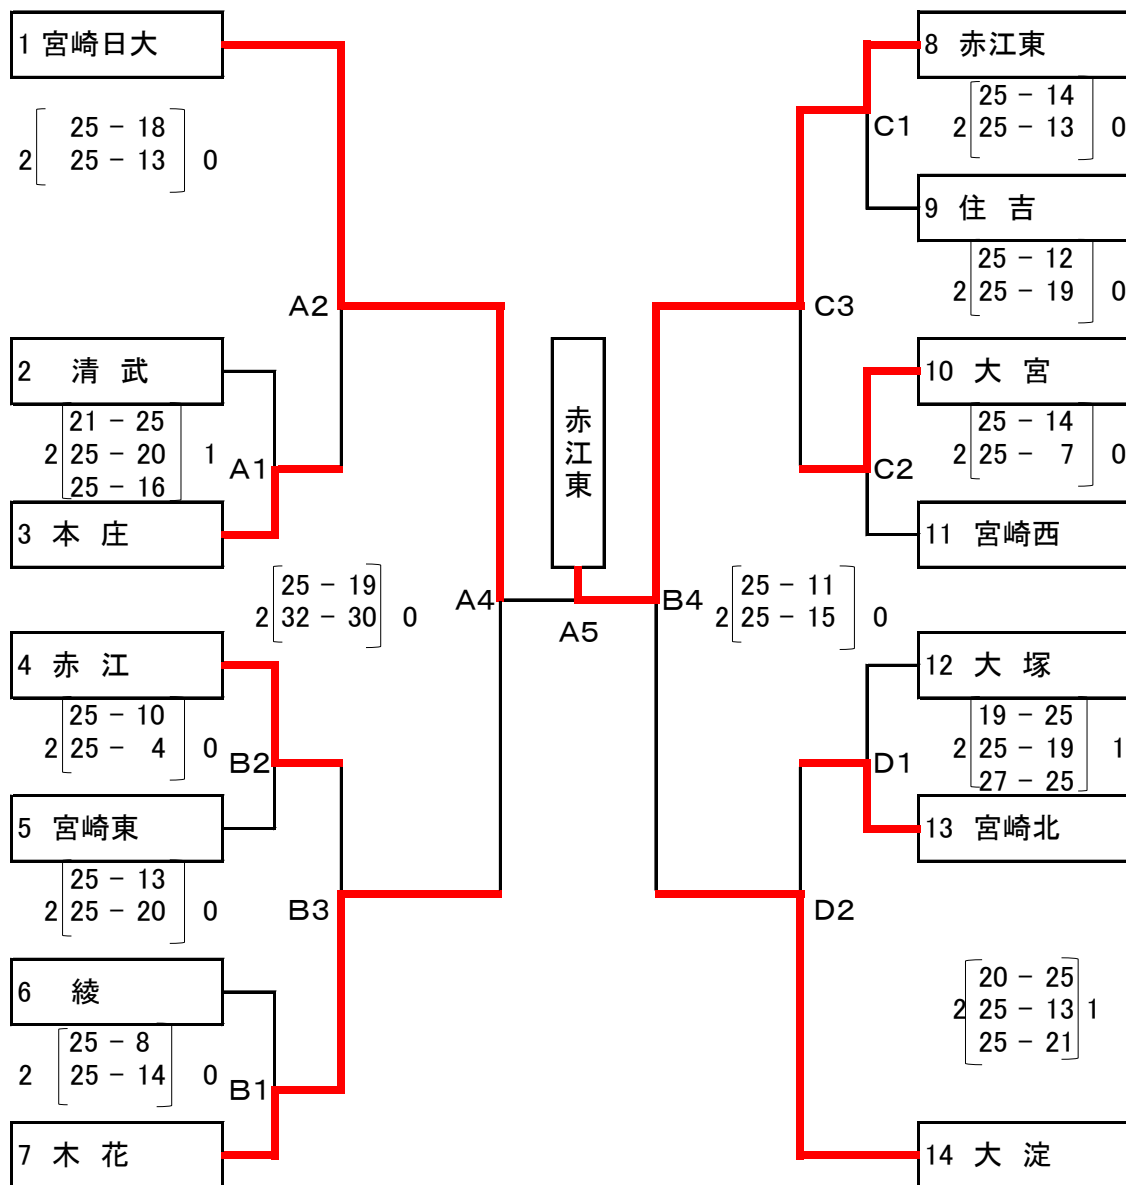 1 宮崎日大
25 − 18
2 25 − 13 0
A2
2 清 武
21 − 25
2 25 − 20 1
25 − 16
A1
3 本 庄
25 − 19
2 32 − 30 0
A4
4 赤 江
25 − 10
2 25 − 4 0
B2
5 宮崎東
25 − 13
2 25 − 20 0
B3
6 綾
25 − 8
2 25 − 14 0
B1
7 木 花
赤江東
A5
8 赤江東
25 − 14
2 25 − 13 0
C1
9 住 吉
25 − 12
2 25 − 19 0
C3
10 大 宮
25 − 14
2 25 − 7 0
C2
11 宮崎西
B4
25 − 11
2 25 − 15 0
12 大 塚
19 − 25
2 25 − 19 1
27 − 25
D1
13 宮崎北
D2
20 − 25
2 25 − 13 1
25 − 21
14 大 淀